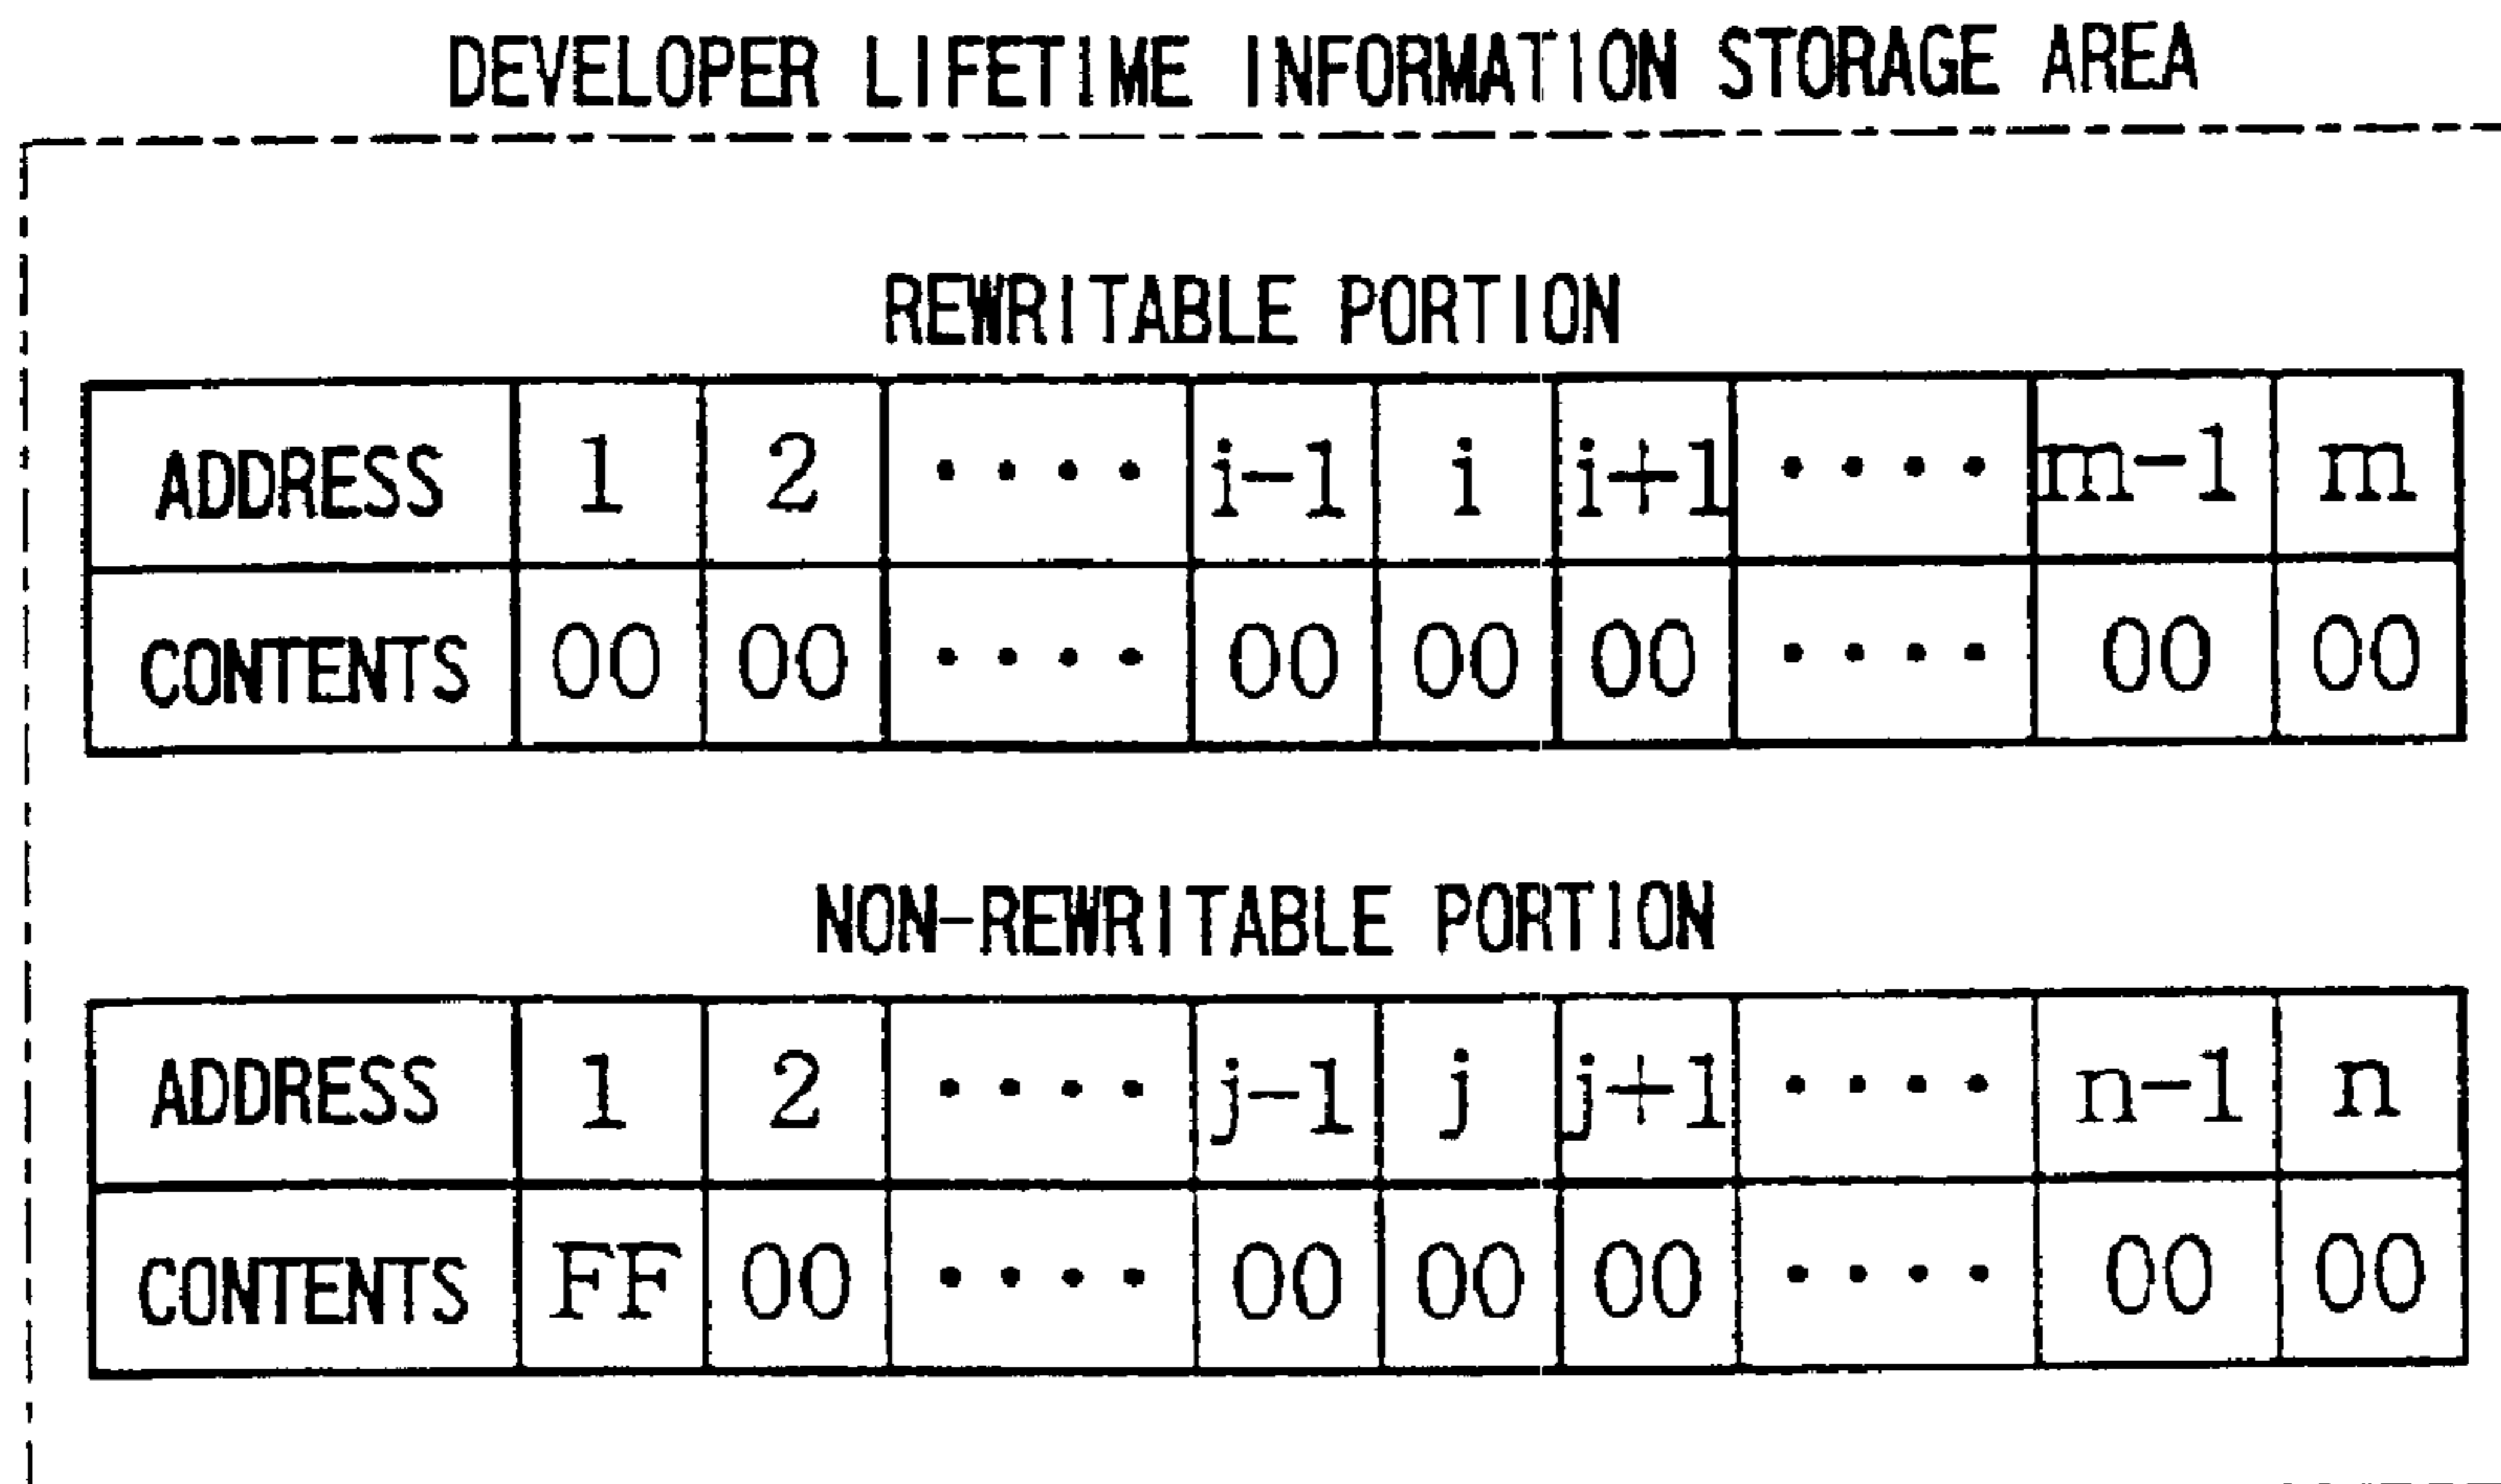 DEVELOPER LIFETIME INFORMATION STORAGE AREA
REWRITABLE PORTION
ADDRESS 1 2 ···· i-1 i i+1 ···· m-1 m
CONTENTS 00 00 ···· 00 00 00 ···· 00 00
NON-REWRITABLE PORTION
ADDRESS 1 2 ···· j-1 j j+1 ···· n-1 n
CONTENTS FF 00 ···· 00 00 00 ···· 00 00